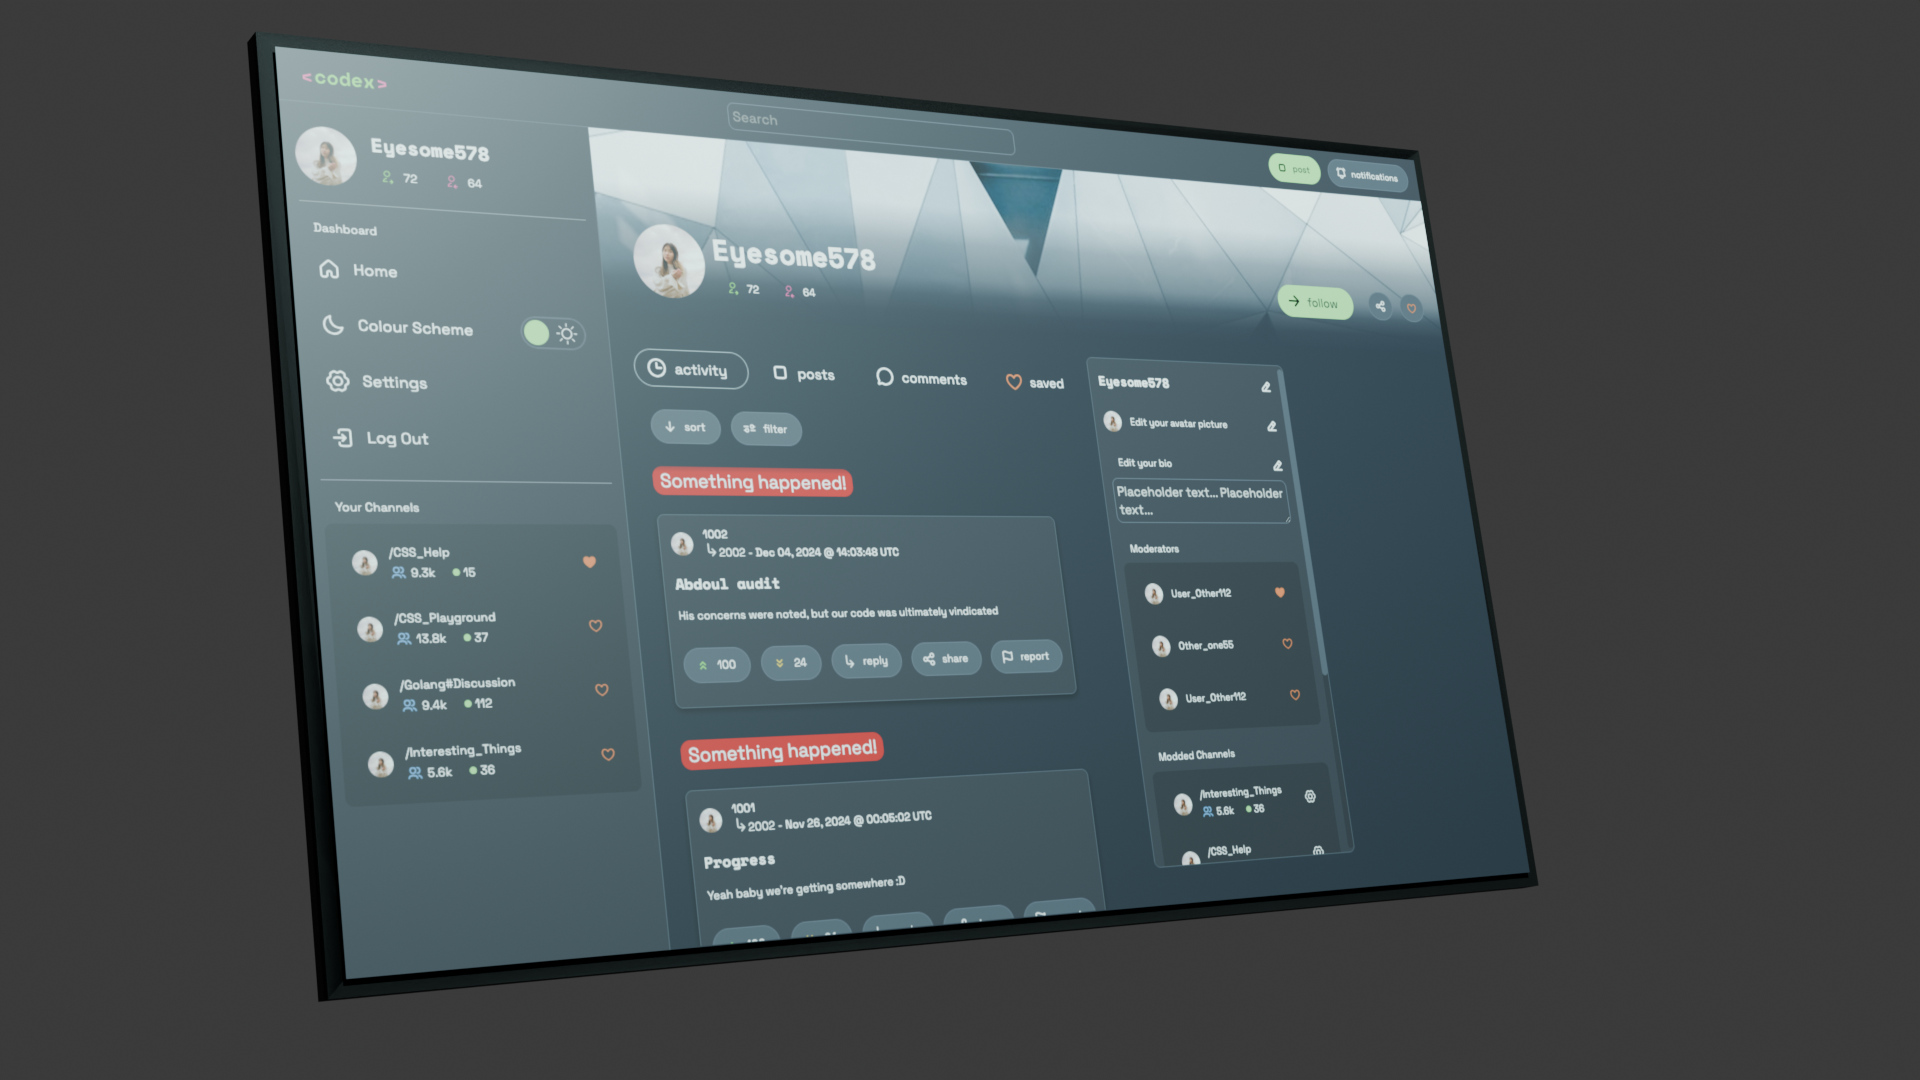 <codex>
Search
post
notifications
Eyesome578
72 64
Dashboard
Home
Colour Scheme
Settings
Log Out
Your Channels
/CSS_Help
9.3k 15
/CSS_Playground
13.8k 37
/Golang#Discussion
9.4k 112
/Interesting_Things
5.6k 36
Eyesome578
72 64
follow
activity posts comments saved
sort filter
Something happened!
1002
2002 - Dec 04, 2024 @ 14:03:48 UTC
Abdoul audit
His concerns were noted, but our code was ultimately vindicated
100 24 reply share report
Something happened!
1001
2002 - Nov 26, 2024 @ 00:05:02 UTC
Progress
Yeah baby we're getting somewhere :D
Eyesome578
Edit your avatar picture
Edit your bio
Placeholder text... Placeholder
text...
Moderators
User_Other112
Other_one55
User_Other112
Modded Channels
/Interesting_Things
5.6k 36
/CSS_Help